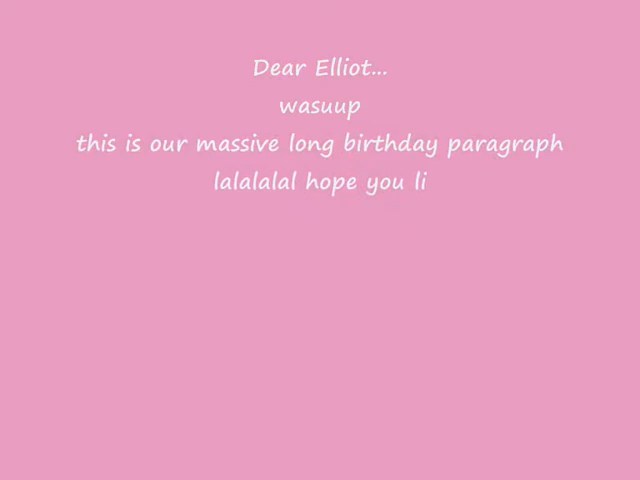 Dear Elliot...
wasuup
this is our massive long birthday paragraph
lalalalal hope you li